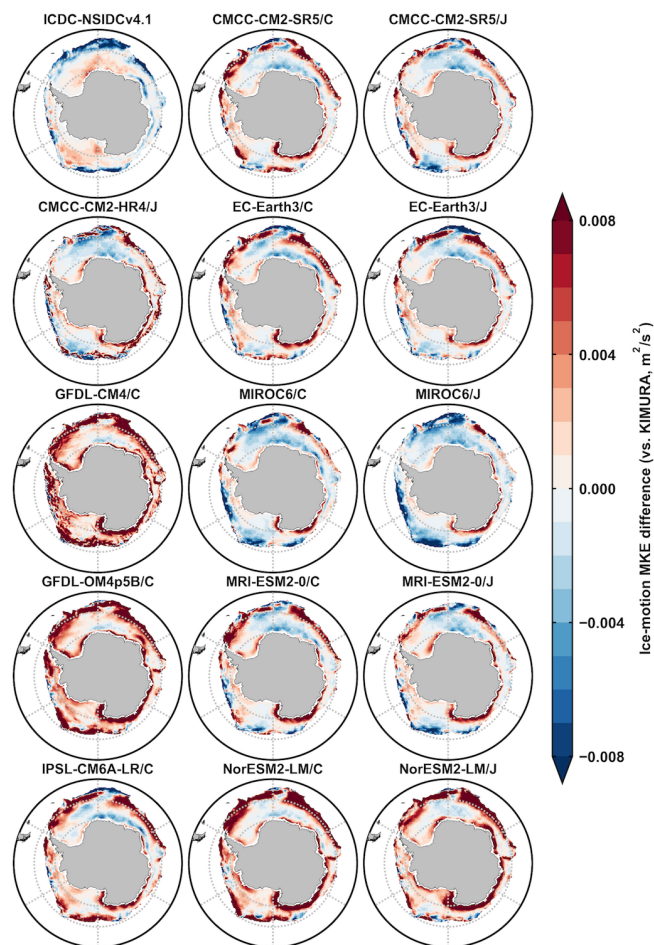 ICDC-NSIDCv4.1 CMCC-CM2-SR5/C CMCC-CM2-SR5/J
CMCC-CM2-HR4/J EC-Earth3/C EC-Earth3/J
GFDL-CM4/C MIROC6/C MIROC6/J
GFDL-OM4p5B/C MRI-ESM2-0/C MRI-ESM2-0/J
IPSL-CM6A-LR/C NorESM2-LM/C NorESM2-LM/J
0.008
0.004
0.000
−0.004
−0.008
Ice-motion MKE difference (vs. KIMURA, m²/s²)